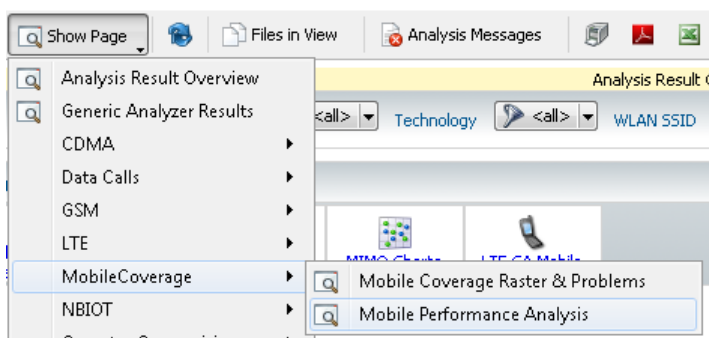 Show Page Files in View Analysis Messages
Analysis Result Overview Analysis Result
Generic Analyzer Results <all> Technology <all> WLAN SSID
CDMA
Data Calls
GSM
LTE
MobileCoverage
Mobile Coverage Raster & Problems
NBIOT
Mobile Performance Analysis